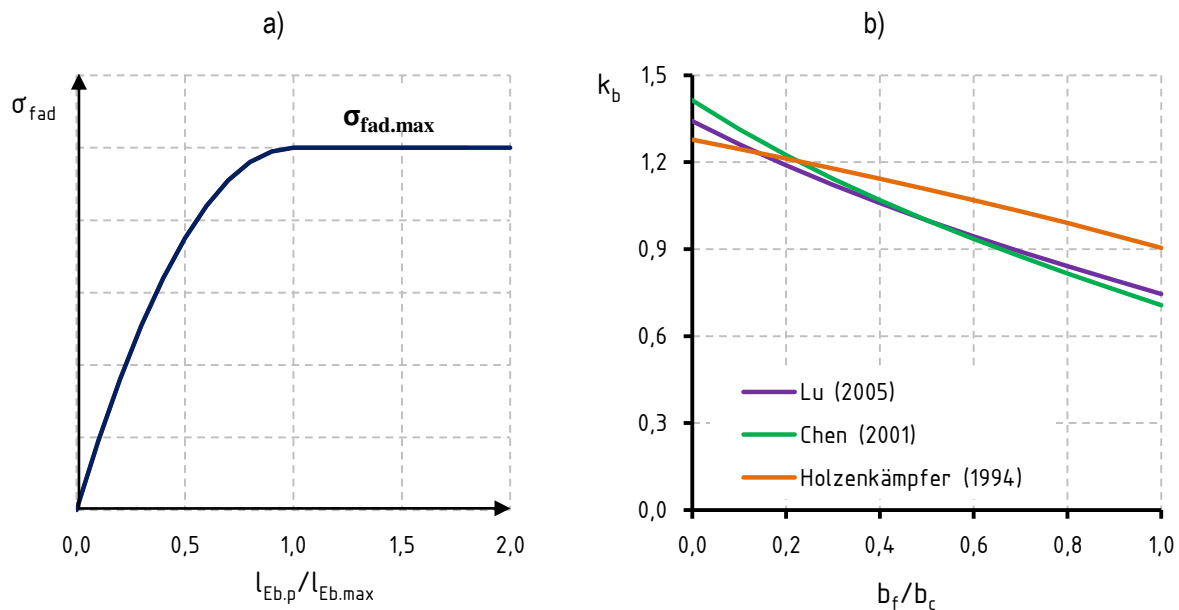 a)
σfad
σfad.max
0,0 0,5 1,0 1,5 2,0
lEb.p/lEb.max
b)
kb
1,5
1,2
0,9
0,6
0,3
0,0
Lu (2005)
Chen (2001)
Holzenkämpfer (1994)
0,0 0,2 0,4 0,6 0,8 1,0
bf/bc